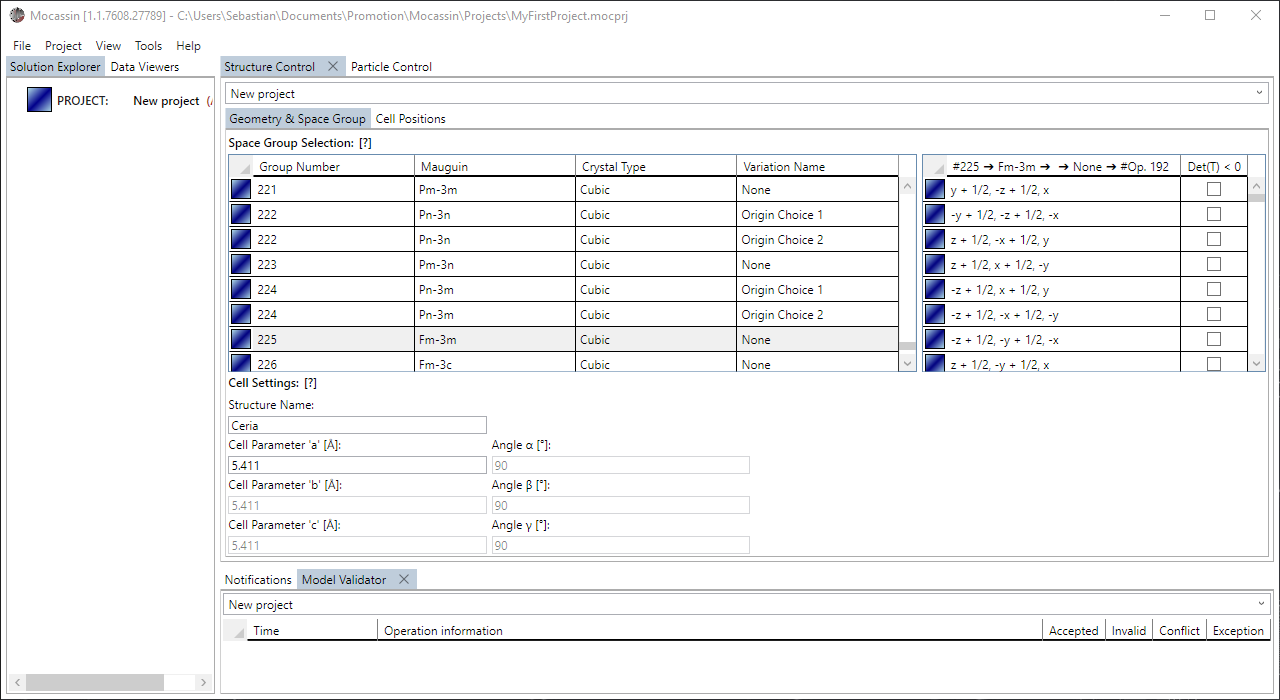 Mocassin [1.1.7608.27789] - C:\Users\Sebastian\Documents\Promotion\Mocassin\Projects\MyFirstProject.mocprj
File Project View Tools Help
Solution Explorer Data Viewers
PROJECT: New project (
Structure Control Particle Control
New project
Geometry & Space Group Cell Positions
Space Group Selection: [?]
Group Number Mauguin Crystal Type Variation Name
221 Pm-3m Cubic None
222 Pn-3n Cubic Origin Choice 1
222 Pn-3n Cubic Origin Choice 2
223 Pm-3n Cubic None
224 Pn-3m Cubic Origin Choice 1
224 Pn-3m Cubic Origin Choice 2
225 Fm-3m Cubic None
226 Fm-3c Cubic None
#225 ➔ Fm-3m ➔ ➔ None ➔ #Op. 192 Det(T) < 0
y + 1/2, -z + 1/2, x
-y + 1/2, -z + 1/2, -x
z + 1/2, -x + 1/2, y
z + 1/2, x + 1/2, -y
-z + 1/2, x + 1/2, y
-z + 1/2, -x + 1/2, -y
-z + 1/2, -y + 1/2, -x
z + 1/2, -y + 1/2, x
Cell Settings: [?]
Structure Name:
Ceria
Cell Parameter 'a' [Å]: Angle α [°]:
5.411 90
Cell Parameter 'b' [Å]: Angle β [°]:
5.411 90
Cell Parameter 'c' [Å]: Angle γ [°]:
5.411 90
Notifications Model Validator
New project
Time Operation information Accepted Invalid Conflict Exception